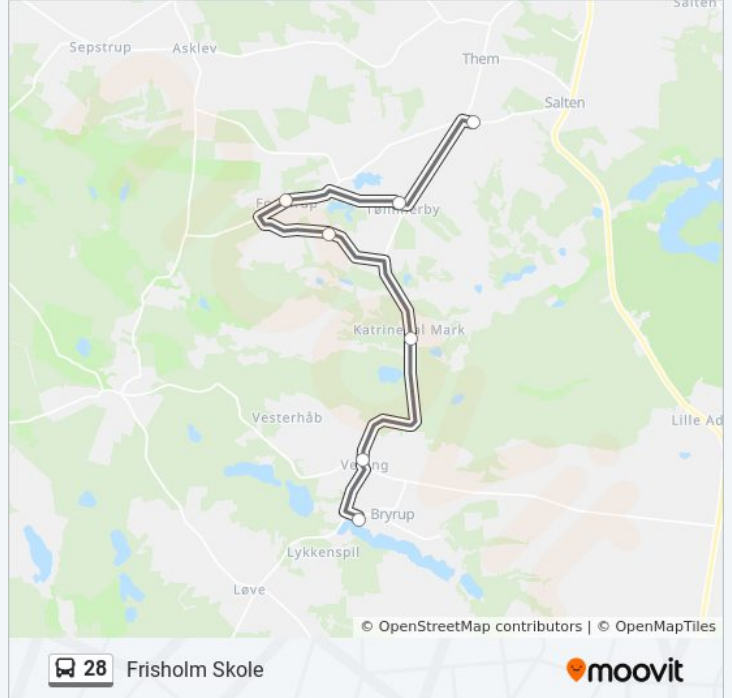 Salten
Sepstrup
Asklev
Them
Salten
Tømmerby
Katrinedal Mark
Vesterhåb
Lille Ad
Bryrup
Lykkenspil
Løve
© OpenStreetMap contributors | © OpenMapTiles
28 Frisholm Skole
moovit